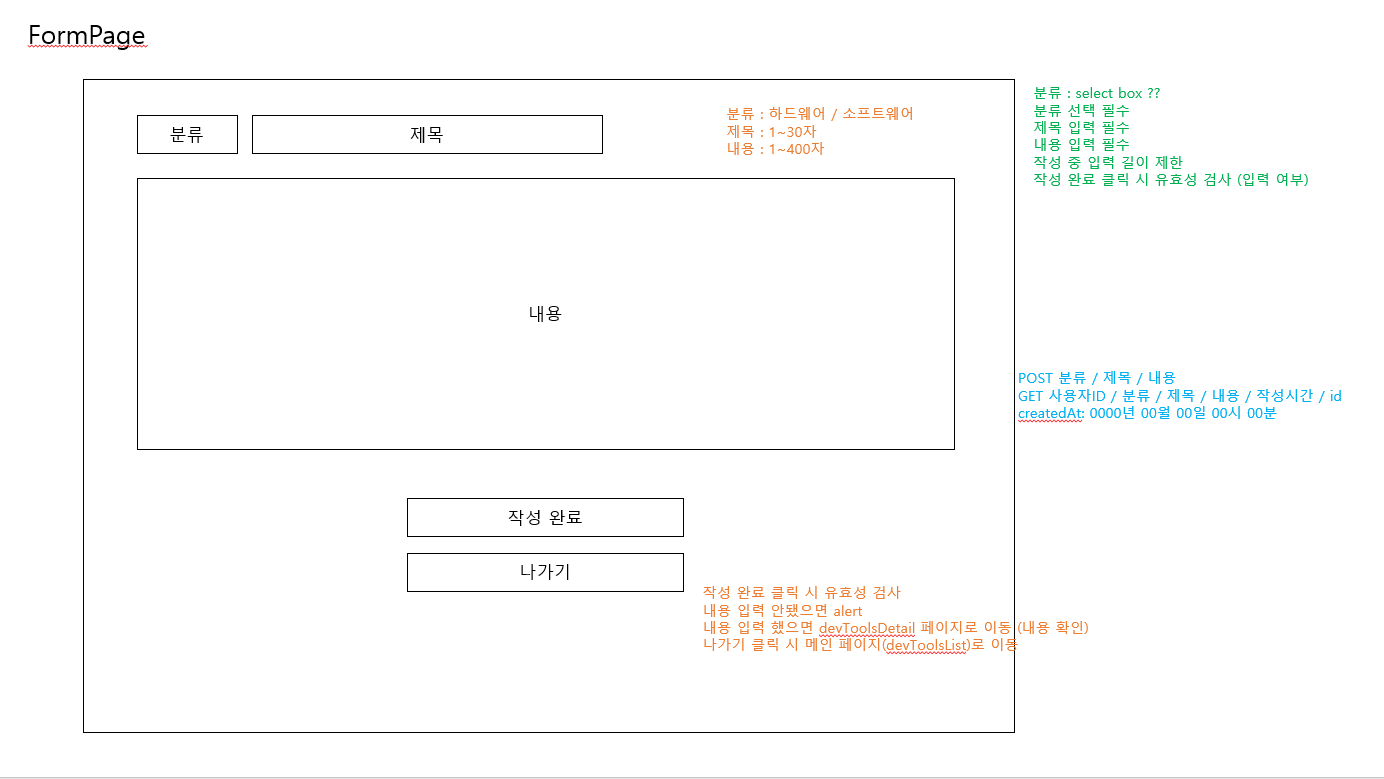 FormPage
분류
제목
분류 : 하드웨어 / 소프트웨어
제목 : 1~30자
내용 : 1~400자
분류 : select box ??
분류 선택 필수
제목 입력 필수
내용 입력 필수
작성 중 입력 길이 제한
작성 완료 클릭 시 유효성 검사 (입력 여부)
내용
POST 분류 / 제목 / 내용
GET 사용자ID / 분류 / 제목 / 내용 / 작성시간 / id
createdAt: 0000년 00월 00일 00시 00분
작성 완료
나가기
작성 완료 클릭 시 유효성 검사
내용 입력 안됐으면 alert
내용 입력 했으면 devToolsDetail 페이지로 이동 (내용 확인)
나가기 클릭 시 메인 페이지(devToolsList)로 이동